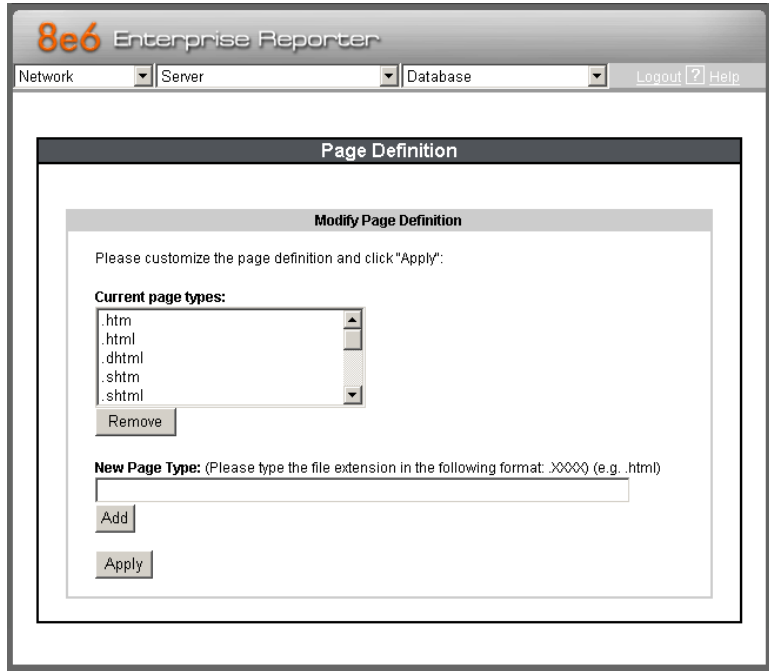 8e6 Enterprise Reporter
Network Server Database Logout ? Help
Page Definition
Modify Page Definition
Please customize the page definition and click "Apply":
Current page types:
.htm
.html
.dhtml
.shtm
.shtml
Remove
New Page Type: (Please type the file extension in the following format: .XXXX) (e.g. .html)
Add
Apply